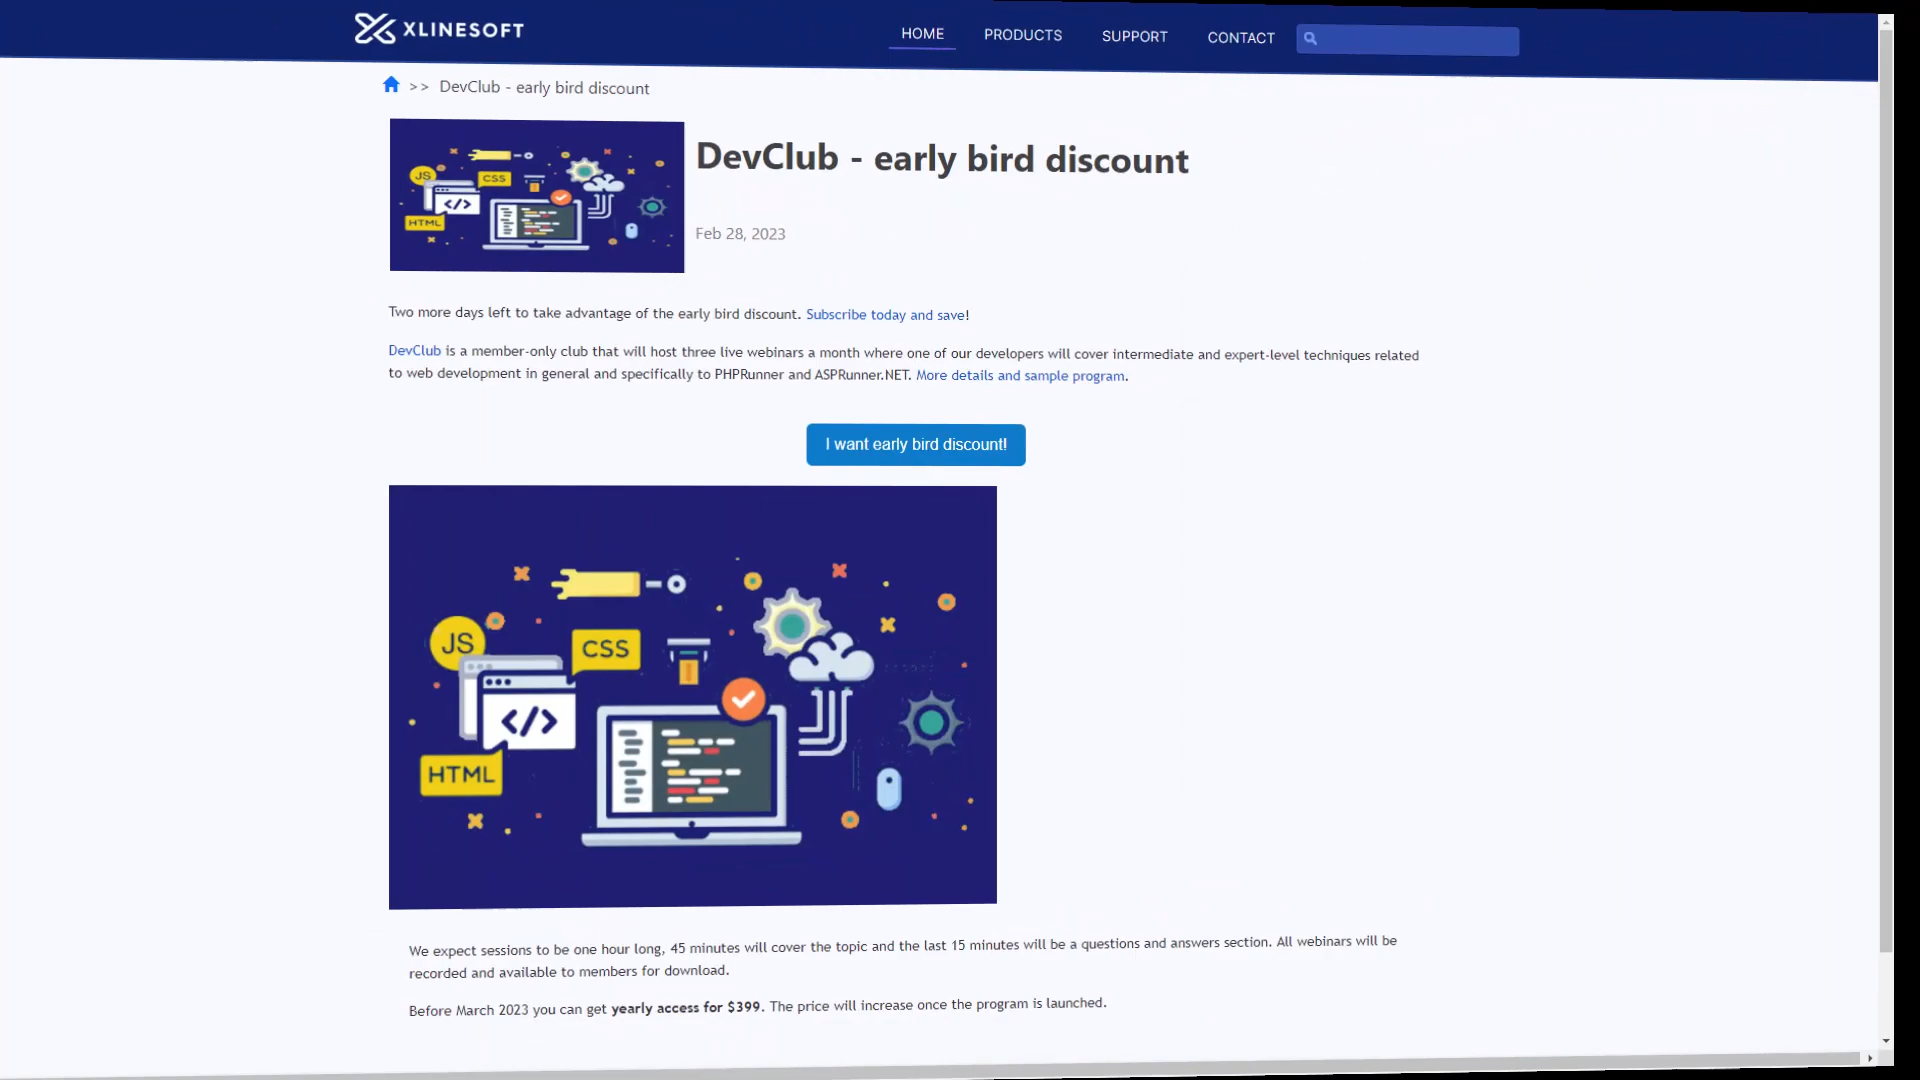 XLINESOFT
HOME PRODUCTS SUPPORT CONTACT
>> DevClub - early bird discount
JS
CSS
</>
HTML
DevClub - early bird discount
Feb 28, 2023
Two more days left to take advantage of the early bird discount. Subscribe today and save!
DevClub is a member-only club that will host three live webinars a month where one of our developers will cover intermediate and expert-level techniques related
to web development in general and specifically to PHPRunner and ASPRunner.NET. More details and sample program.
I want early bird discount!
JS
CSS
</>
HTML
We expect sessions to be one hour long, 45 minutes will cover the topic and the last 15 minutes will be a questions and answers section. All webinars will be
recorded and available to members for download.
Before March 2023 you can get yearly access for $399. The price will increase once the program is launched.